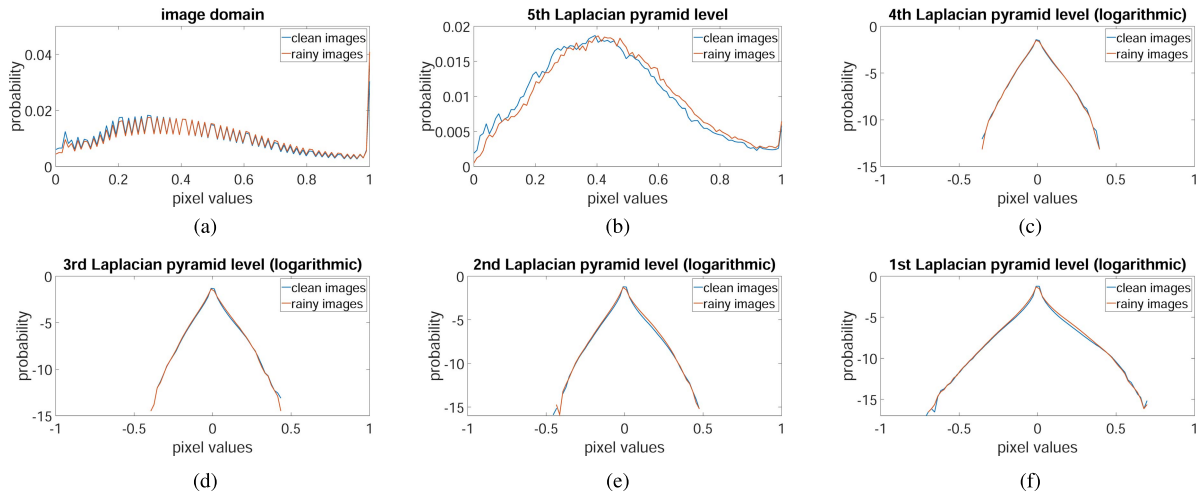 image domain
clean images
rainy images
probability
0.04
0.02
0
0 0.2 0.4 0.6 0.8 1
pixel values
(a)
5th Laplacian pyramid level
clean images
rainy images
probability
0.02
0.015
0.01
0.005
0
0 0.2 0.4 0.6 0.8 1
pixel values
(b)
4th Laplacian pyramid level (logarithmic)
clean images
rainy images
probability
0
-5
-10
-15
-1 -0.5 0 0.5 1
pixel values
(c)
3rd Laplacian pyramid level (logarithmic)
clean images
rainy images
probability
0
-5
-10
-15
-1 -0.5 0 0.5 1
pixel values
(d)
2nd Laplacian pyramid level (logarithmic)
clean images
rainy images
probability
0
-5
-10
-15
-1 -0.5 0 0.5 1
pixel values
(e)
1st Laplacian pyramid level (logarithmic)
clean images
rainy images
probability
0
-5
-10
-15
-1 -0.5 0 0.5 1
pixel values
(f)